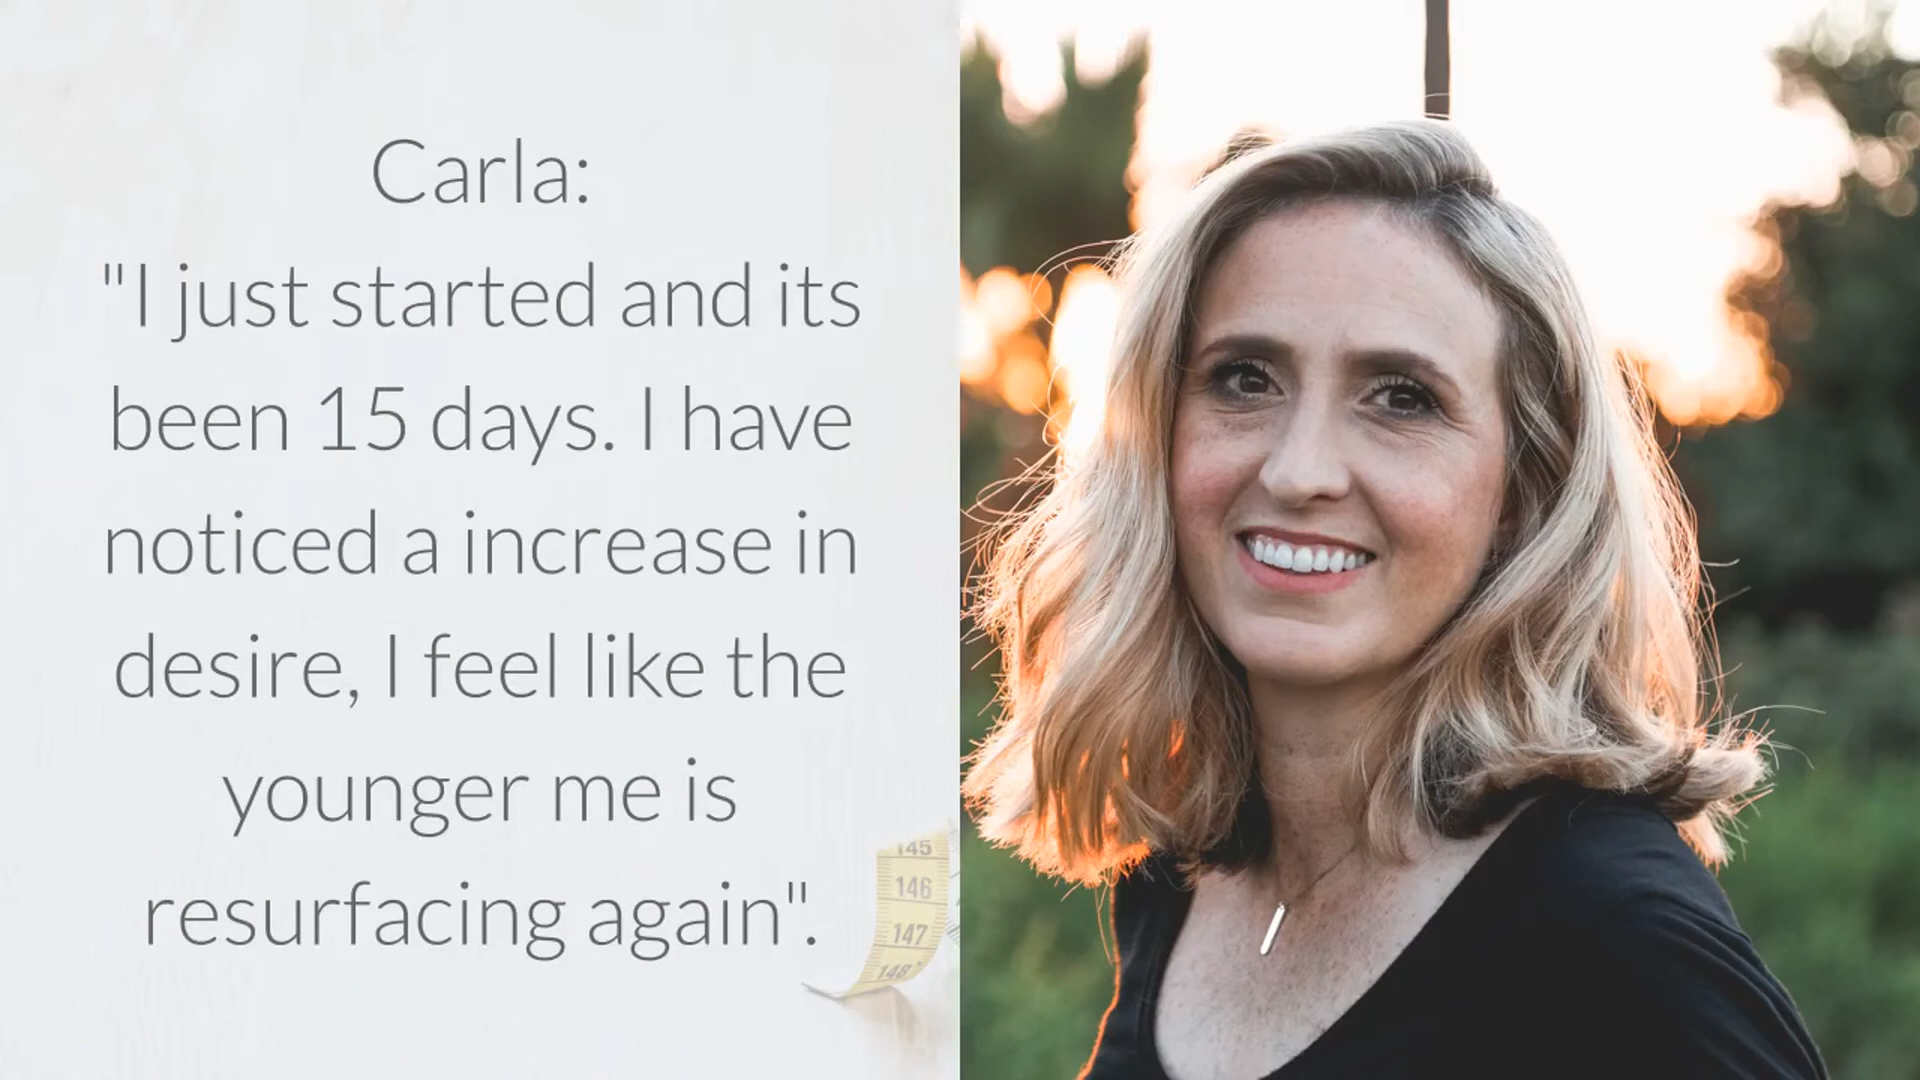 Carla:
"I just started and its
been 15 days. I have
noticed a increase in
desire, I feel like the
younger me is
resurfacing again".
145
146
147
148